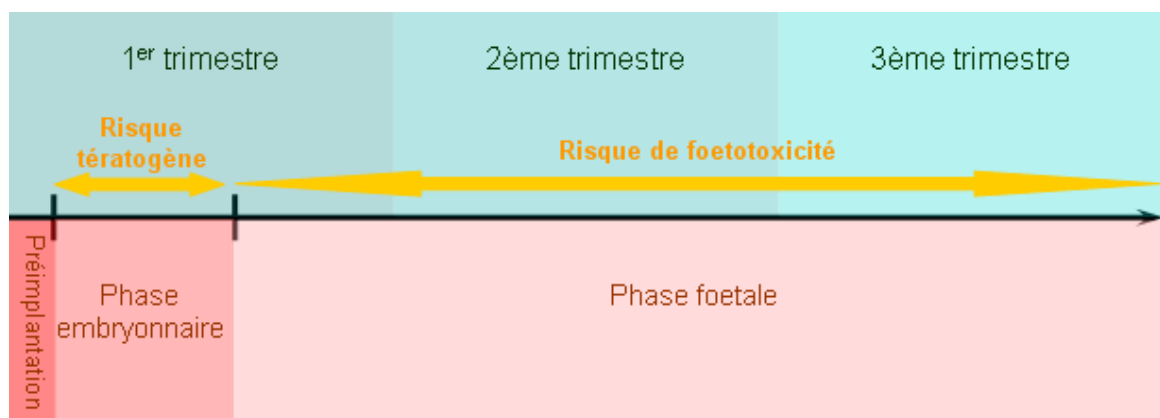 1er trimestre
2ème trimestre
3ème trimestre
Risque
tératogène
Risque de foetotoxicité
Préimplantation
Phase
embryonnaire
Phase foetale